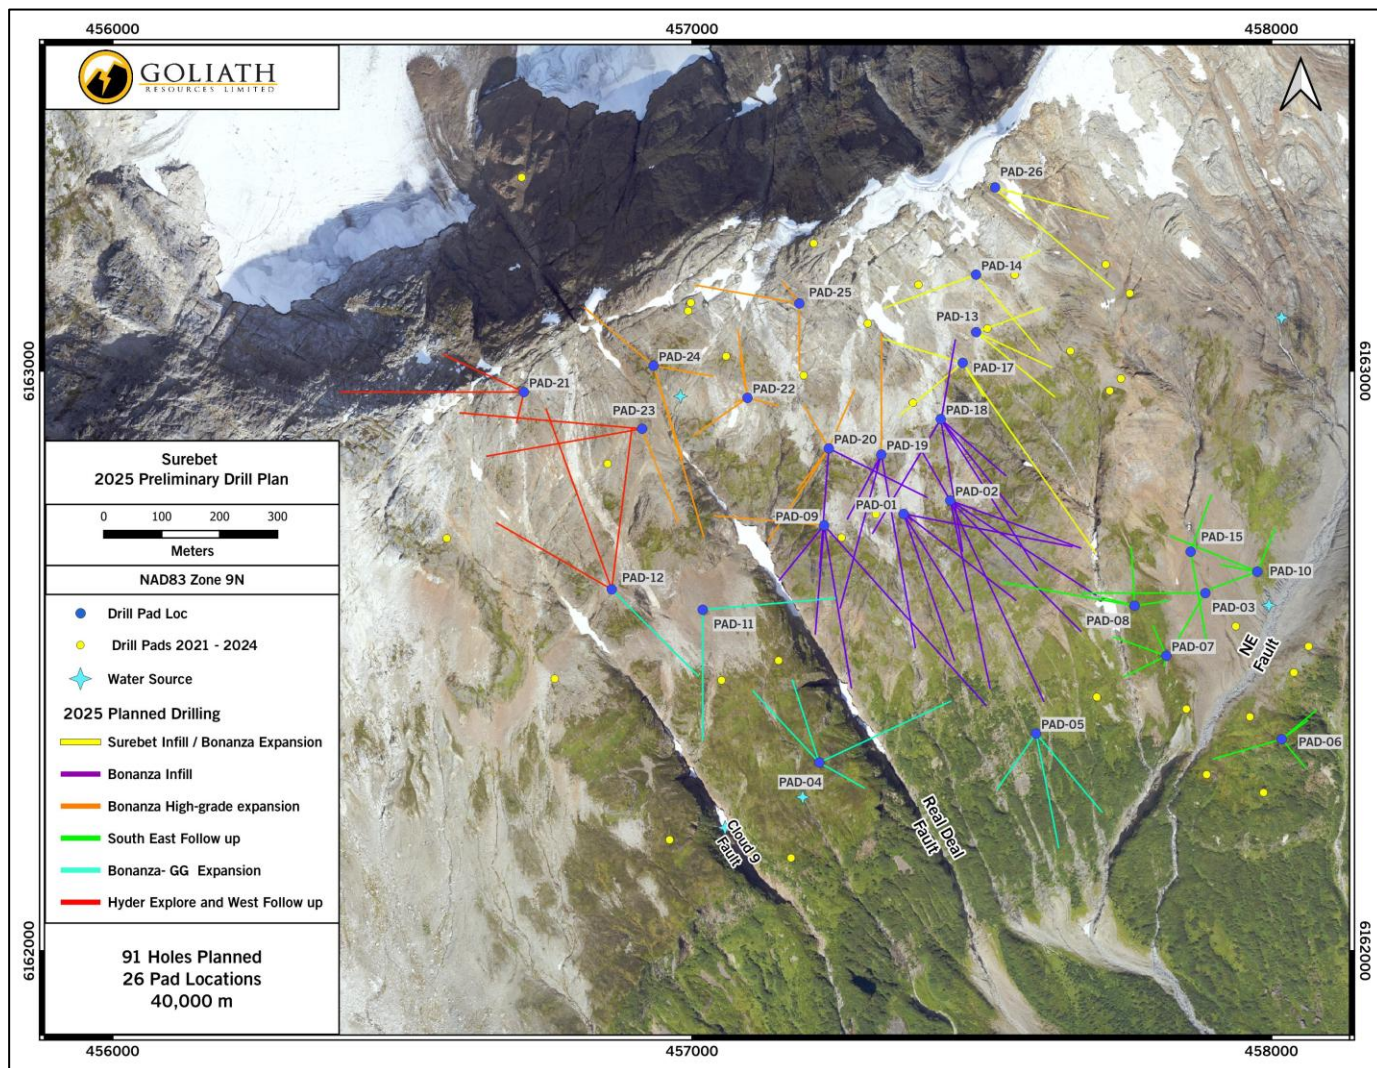 456000
457000
458000
GOLIATH
RESOURCES LIMITED
PAD-26
PAD-14
PAD-25
PAD-13
6163000
6163000
PAD-24
PAD-17
PAD-21
PAD-22
PAD-23
PAD-18
PAD-20
PAD-19
Surebet
2025 Preliminary Drill Plan
0 100 200 300
Meters
NAD83 Zone 9N
PAD-02
PAD-01
PAD-09
PAD-15
PAD-10
PAD-12
PAD-03
PAD-11
PAD-08
NE
Fault
PAD-07
Drill Pad Loc
Drill Pads 2021 - 2024
Water Source
2025 Planned Drilling
Surebet Infill / Bonanza Expansion
Bonanza Infill
Bonanza High-grade expansion
South East Follow up
Bonanza- GG Expansion
Hyder Explore and West Follow up
PAD-05
PAD-06
PAD-04
Real Deal
Fault
Cloud 9
Fault
91 Holes Planned
26 Pad Locations
40,000 m
6162000
6162000
456000
457000
458000